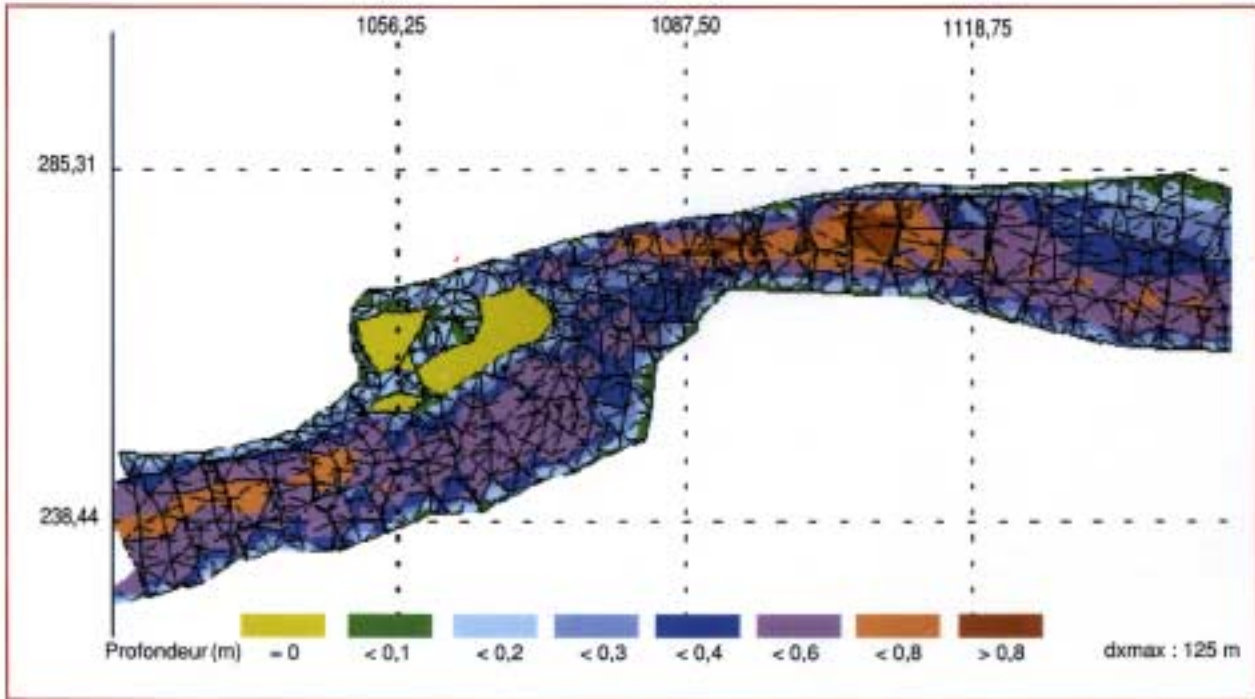 1056,25 1087,50 1118,75
285,31
238,44
Profondeur (m) = 0 < 0,1 < 0,2 < 0,3 < 0,4 < 0,6 < 0,8 > 0,8 dxmax : 125 m